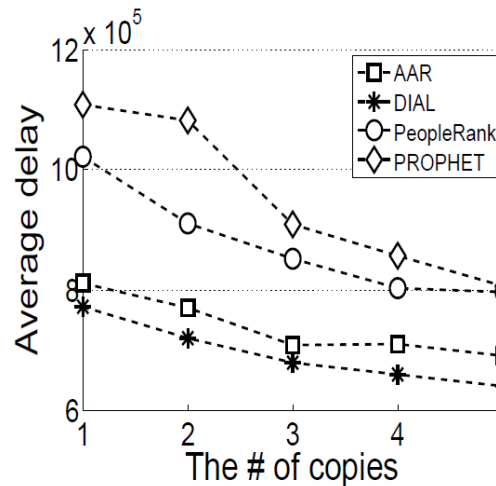 12 × 10^5
AAR
DIAL
PeopleRank
PROPHET
Average delay
10
8
6
1 2 3 4
The # of copies